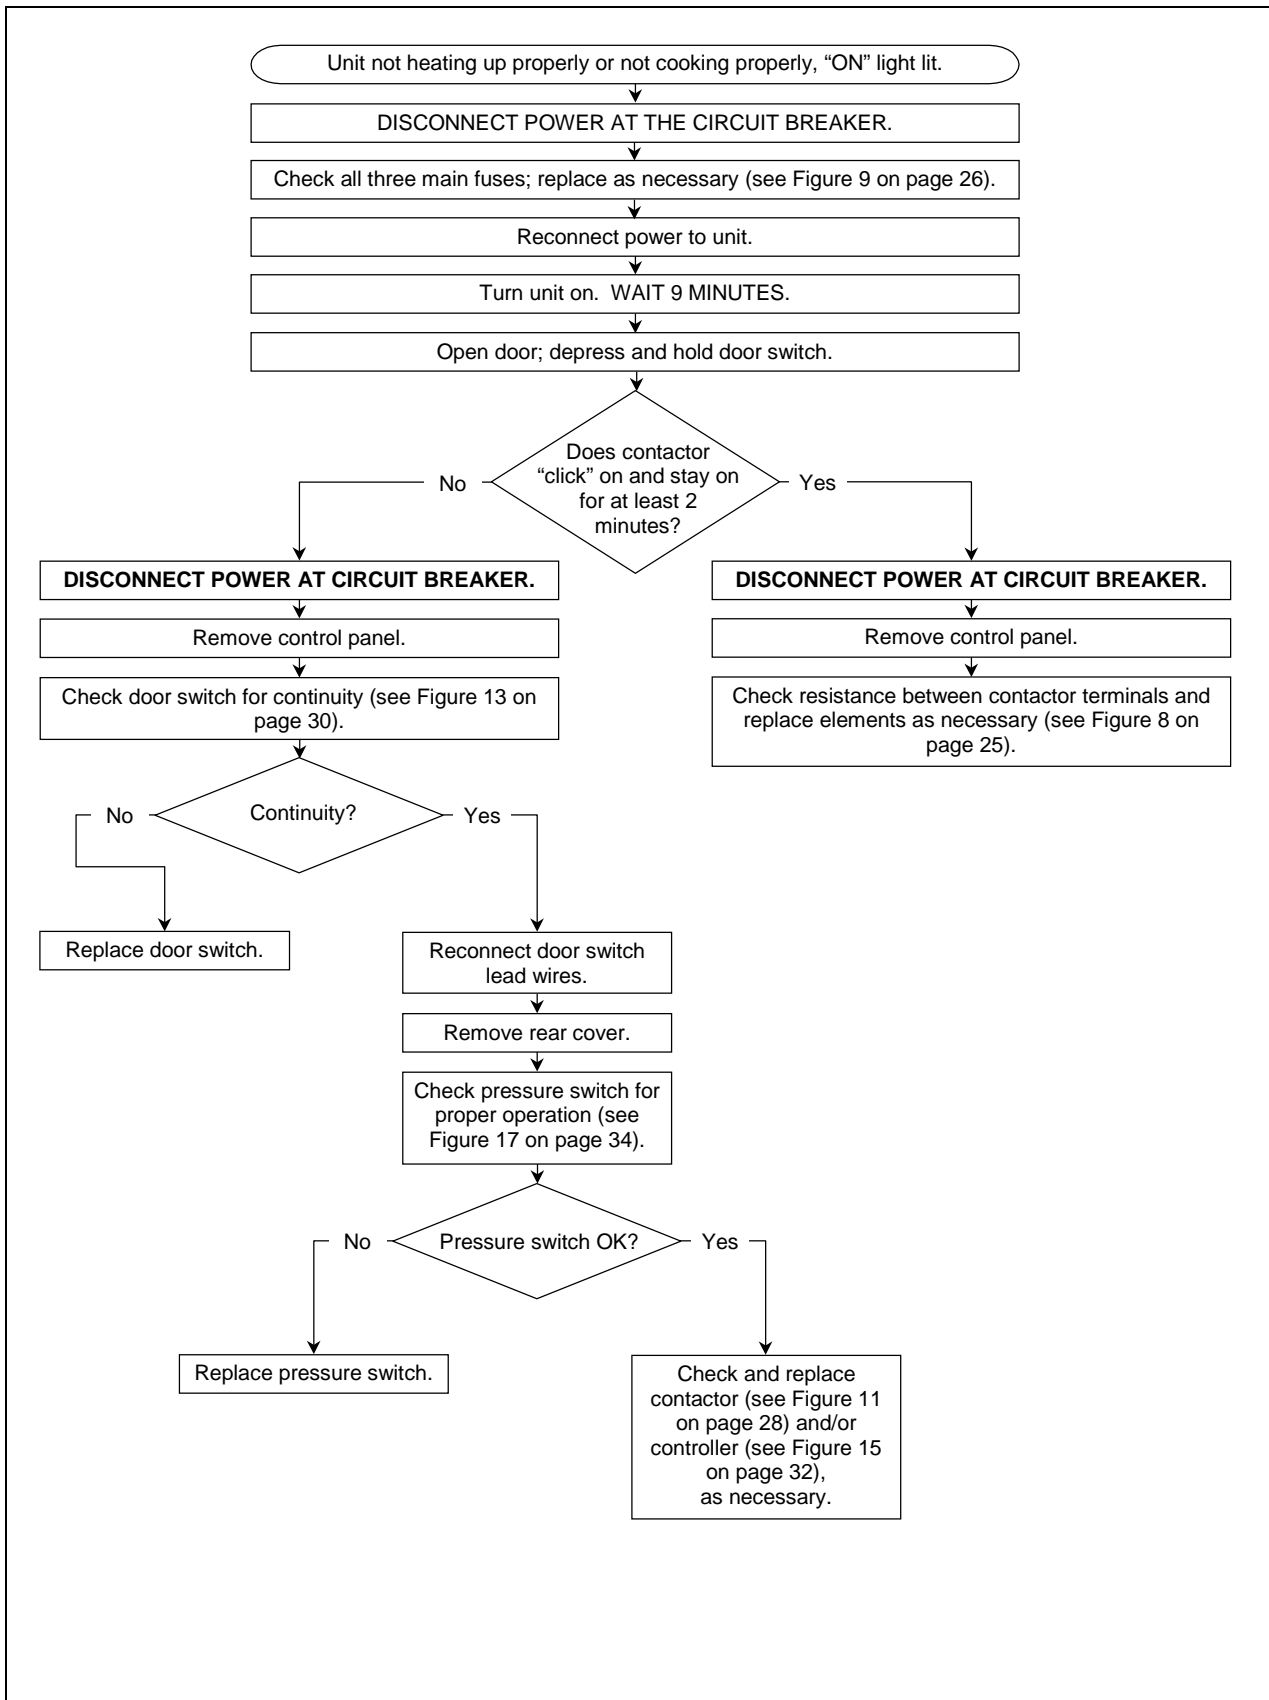 Unit not heating up properly or not cooking properly, “ON” light lit.
DISCONNECT POWER AT THE CIRCUIT BREAKER.
Check all three main fuses; replace as necessary (see Figure 9 on page 26).
Reconnect power to unit.
Turn unit on.  WAIT 9 MINUTES.
Open door; depress and hold door switch.
Does contactor
“click” on and stay on
for at least 2
minutes?
No
Yes
DISCONNECT POWER AT CIRCUIT BREAKER.
Remove control panel.
Check door switch for continuity (see Figure 13 on
page 30).
DISCONNECT POWER AT CIRCUIT BREAKER.
Remove control panel.
Check resistance between contactor terminals and
replace elements as necessary (see Figure 8 on
page 25).
Continuity?
No
Yes
Replace door switch.
Reconnect door switch
lead wires.
Remove rear cover.
Check pressure switch for
proper operation (see
Figure 17 on page 34).
Pressure switch OK?
No
Yes
Replace pressure switch.
Check and replace
contactor (see Figure 11
on page 28) and/or
controller (see Figure 15
on page 32),
as necessary.